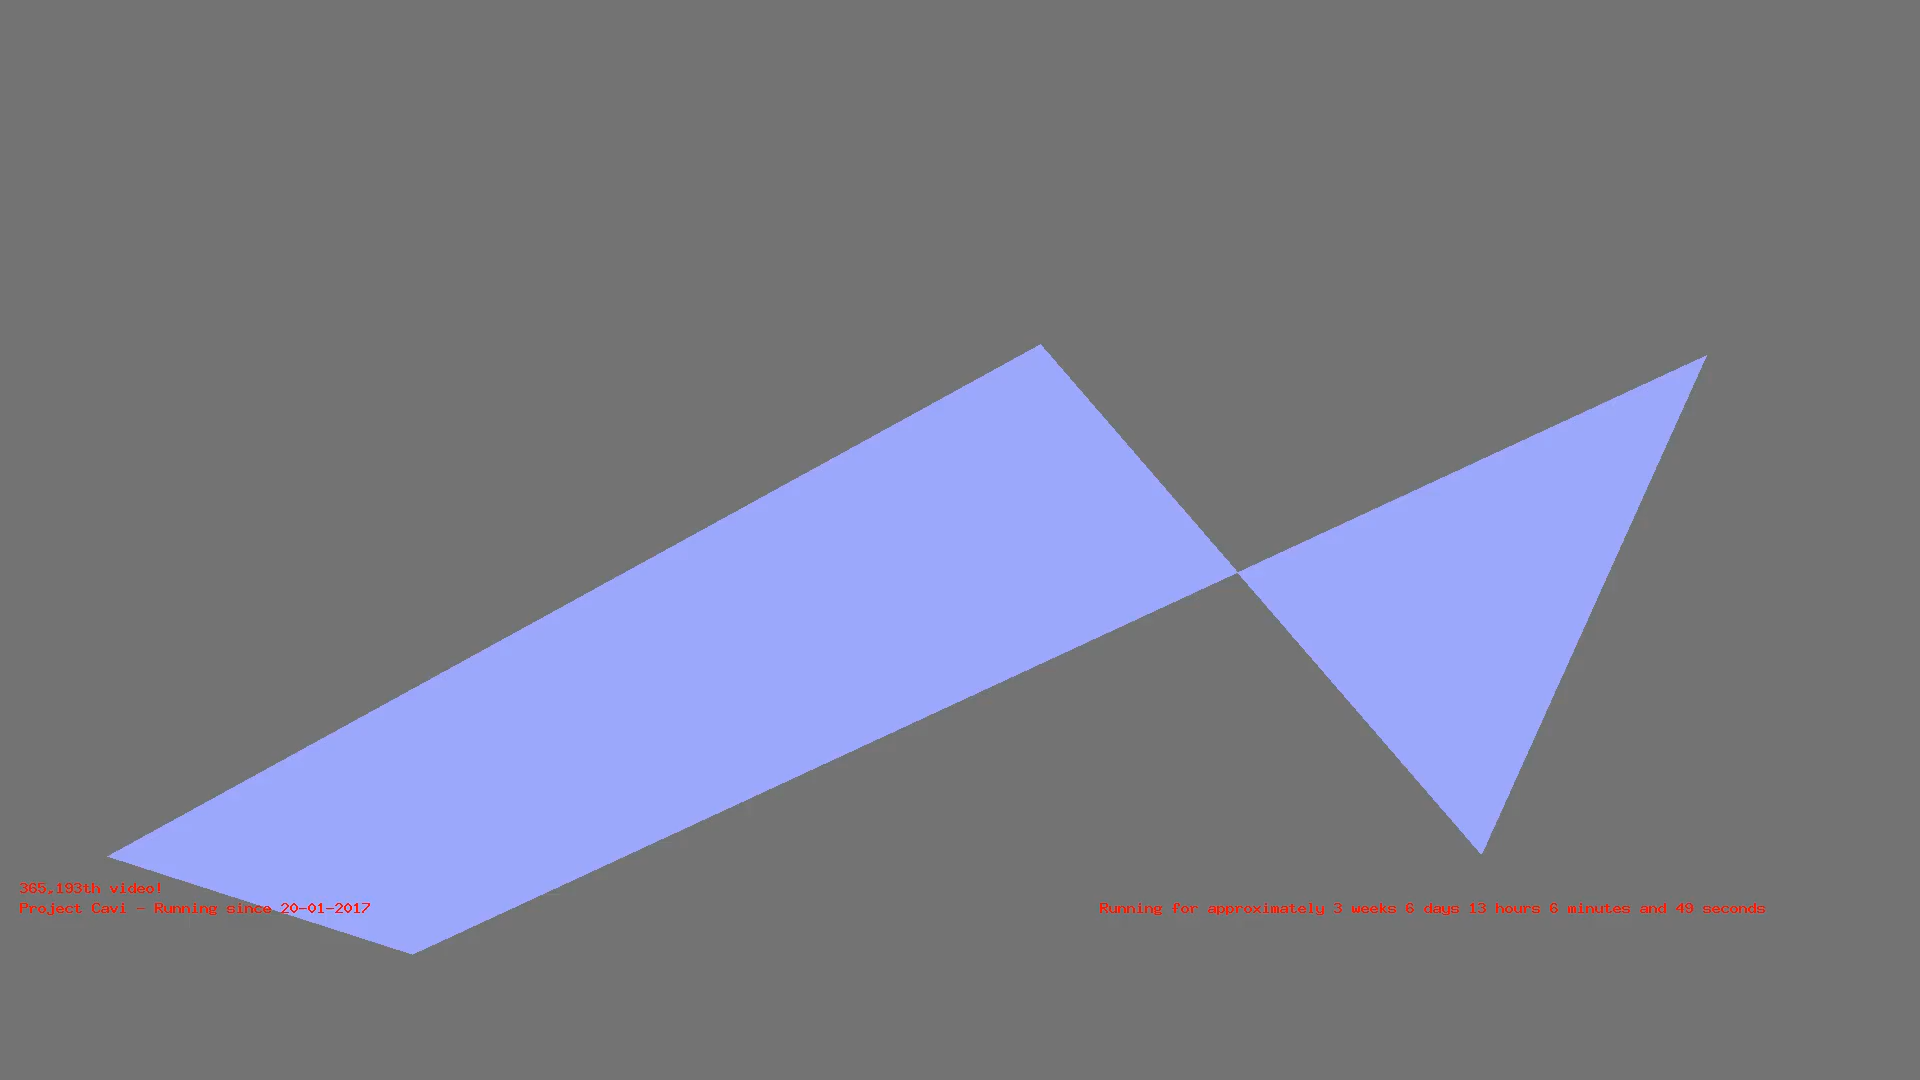 365.193th video!
Project Cavi - Running since 20-01-2017
Running for approximately 3 weeks 6 days 13 hours 6 minutes and 49 seconds